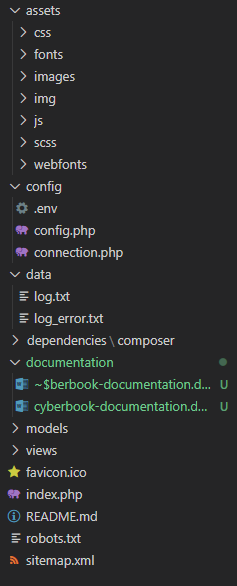 assets
css
fonts
images
img
js
scss
webfonts
config
.env
config.php
connection.php
data
log.txt
log_error.txt
dependencies \ composer
documentation
~$berbook-documentation.d... U
cyberbook-documentation.d... U
models
views
favicon.ico
index.php
README.md
robots.txt
sitemap.xml